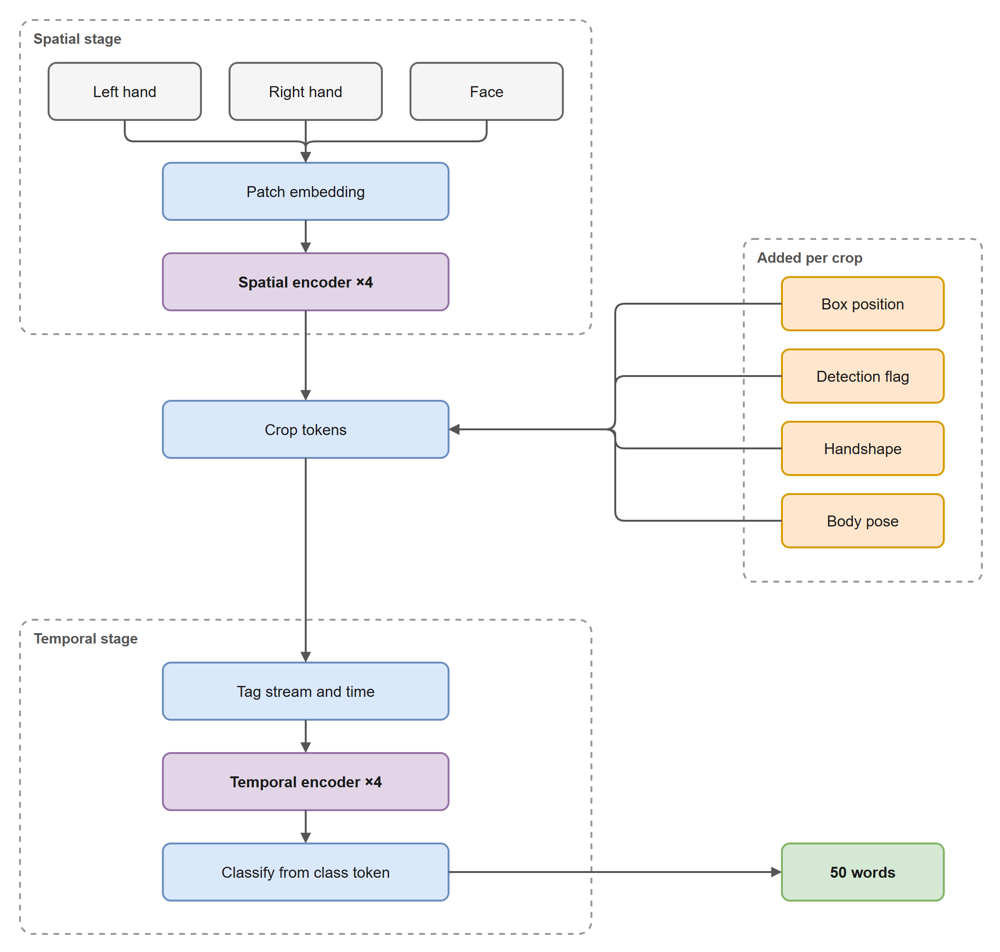 Spatial stage
Left hand
Right hand
Face
Patch embedding
Spatial encoder ×4
Added per crop
Box position
Detection flag
Handshape
Body pose
Crop tokens
Temporal stage
Tag stream and time
Temporal encoder ×4
Classify from class token
50 words